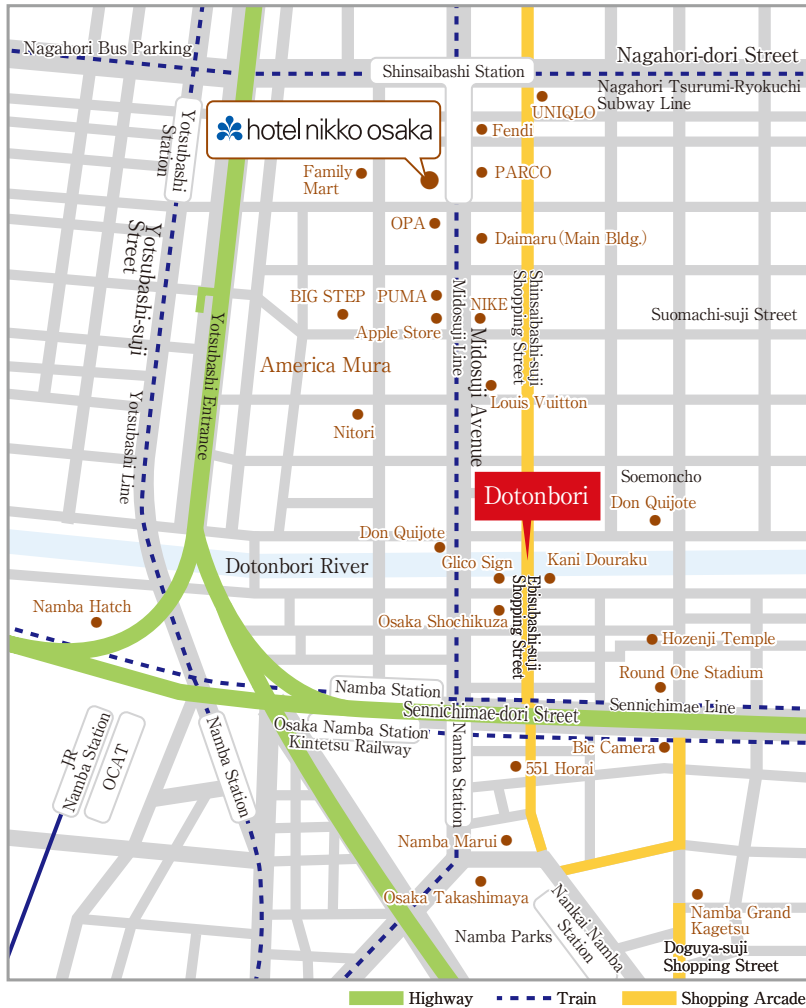 Nagahori Bus Parking
Nagahori-dori Street
Shinsaibashi Station
Nagahori Tsurumi-Ryokuchi
Subway Line
UNIQLO
Yotsubashi
Station
hotel nikko osaka
Fendi
Family
Mart
PARCO
OPA
Daimaru (Main Bldg.)
Yotsubashi-suji
Street
Midosuji Line
Shinsaibashi-suji
Shopping Street
BIG STEP
PUMA
NIKE
Apple Store
Suomachi-suji Street
Yotsubashi Entrance
America Mura
Midosuji Avenue
Yotsubashi Line
Louis Vuitton
Nitori
Soemoncho
Dotonbori
Don Quijote
Don Quijote
Dotonbori River
Glico Sign
Kani Douraku
Ebisubashi-suji
Shopping Street
Namba Hatch
Osaka Shochikuza
Hozenji Temple
Round One Stadium
Namba Station
Sennichimae Line
Sennichimae-dori Street
Namba Station
Osaka Namba Station
Kintetsu Railway
Namba Station
JR
Namba Station
OCAT
Bic Camera
551 Horai
Namba Marui
Osaka Takashimaya
Namba Grand
Kagetsu
Namba Parks
Nankai Namba
Station
Doguya-suji
Shopping Street
Highway
Train
Shopping Arcade